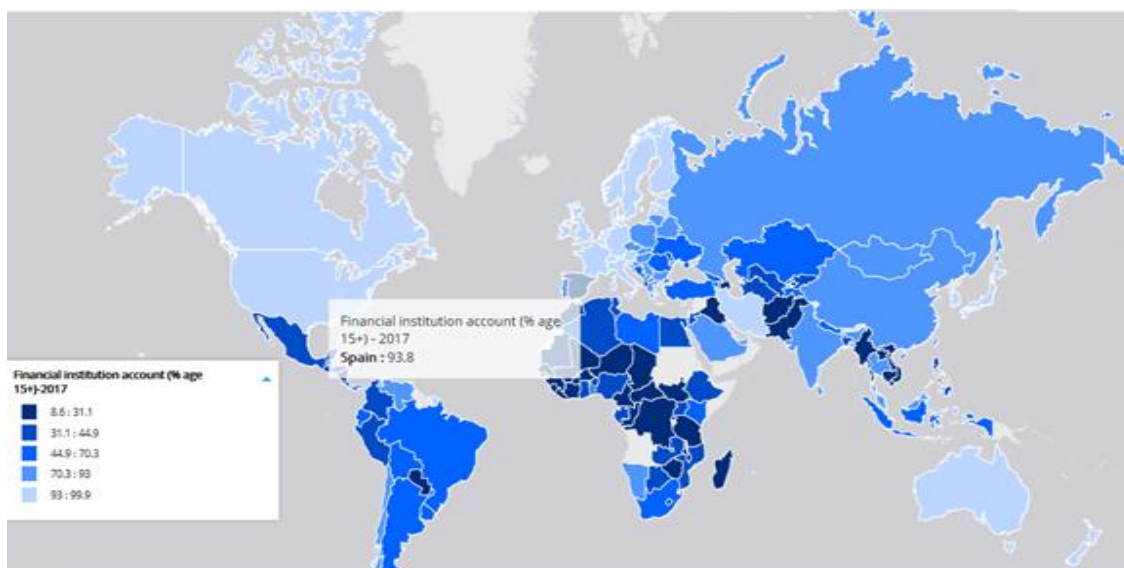 Financial institution account (% age
15+) - 2017
Spain : 93.8
Financial institution account (% age
15+)-2017
8.6 : 31.1
31.1 : 44.9
44.9 : 70.3
70.3 : 93
93 : 99.9